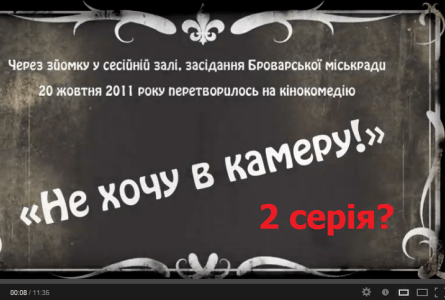 Через зйомку у сесійній залі, засідання Броварської міськради
20 жовтня 2011 року перетворилось на кінокомедію
«Не хочу в камеру!»
2 серія?
00:08 / 11:36